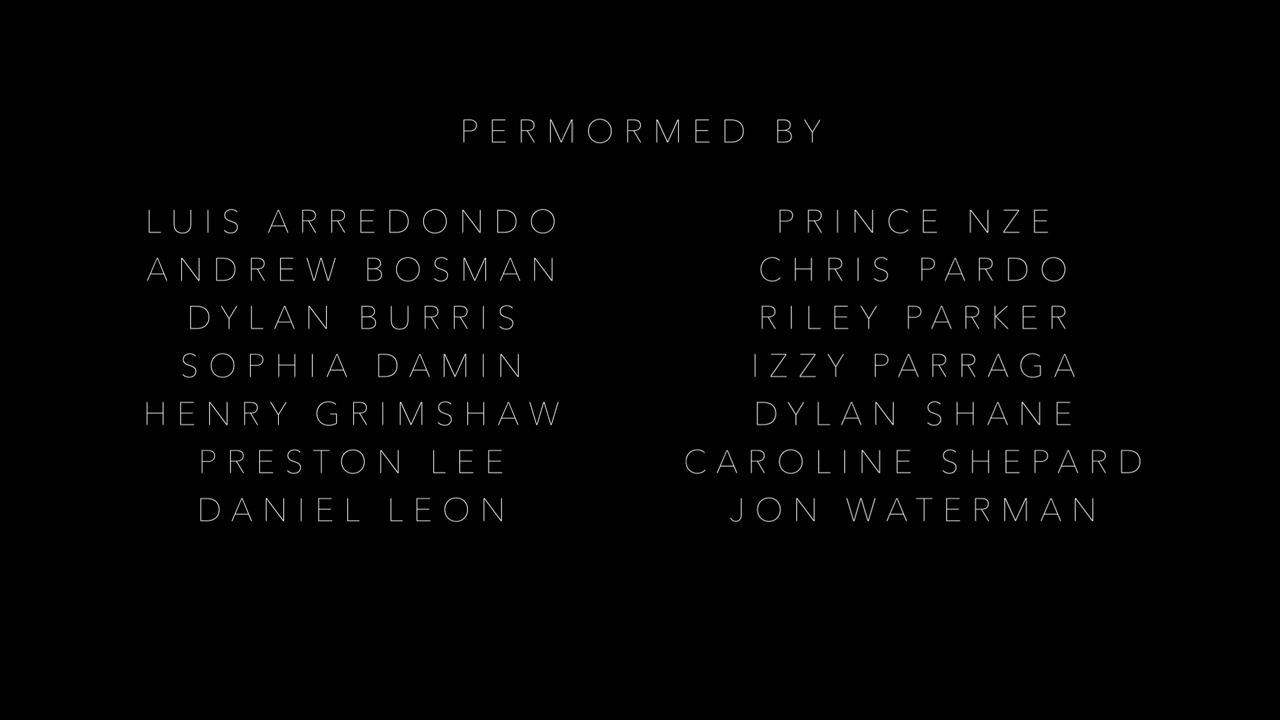 PERMORMED BY
LUIS ARREDONDO
ANDREW BOSMAN
DYLAN BURRIS
SOPHIA DAMIN
HENRY GRIMSHAW
PRESTON LEE
DANIEL LEON
PRINCE NZE
CHRIS PARDO
RILEY PARKER
IZZY PARRAGA
DYLAN SHANE
CAROLINE SHEPARD
JON WATERMAN